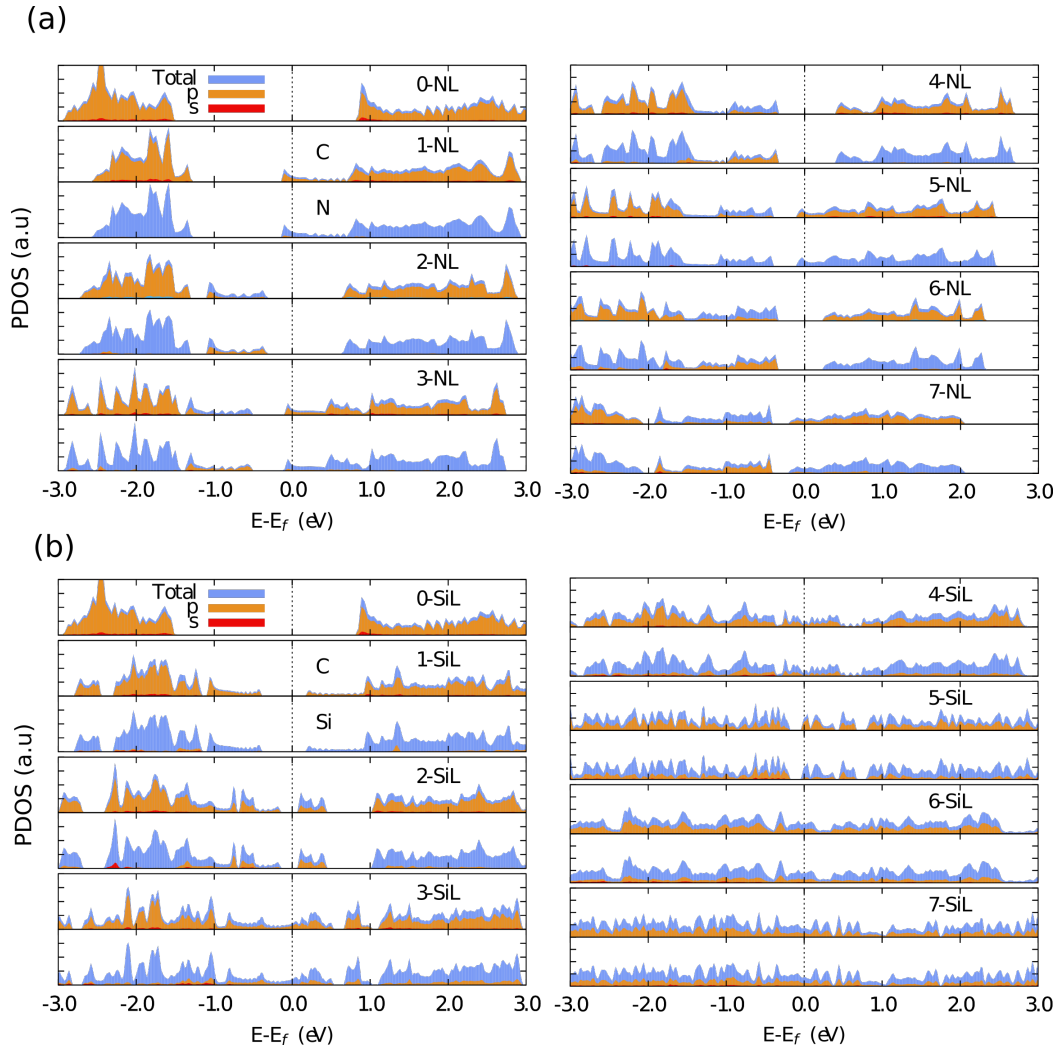 (a)
Total
p
s
0-NL
C
1-NL
N
2-NL
3-NL
PDOS (a.u)
-3.0 -2.0 -1.0 0.0 1.0 2.0 3.0
E-Ef (eV)
4-NL
5-NL
6-NL
7-NL
-3.0 -2.0 -1.0 0.0 1.0 2.0 3.0
E-Ef (eV)
(b)
Total
p
s
0-SiL
C
1-SiL
Si
2-SiL
3-SiL
PDOS (a.u)
-3.0 -2.0 -1.0 0.0 1.0 2.0 3.0
E-Ef (eV)
4-SiL
5-SiL
6-SiL
7-SiL
-3.0 -2.0 -1.0 0.0 1.0 2.0 3.0
E-Ef (eV)